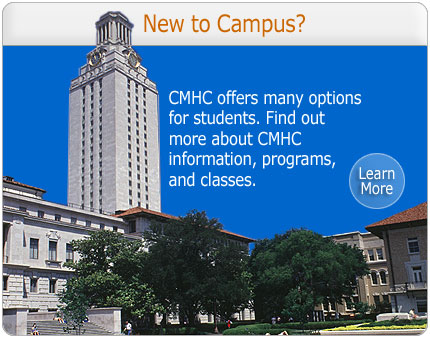 New to Campus?
CMHC offers many options
for students. Find out
more about CMHC
information, programs,
and classes.
Learn
More